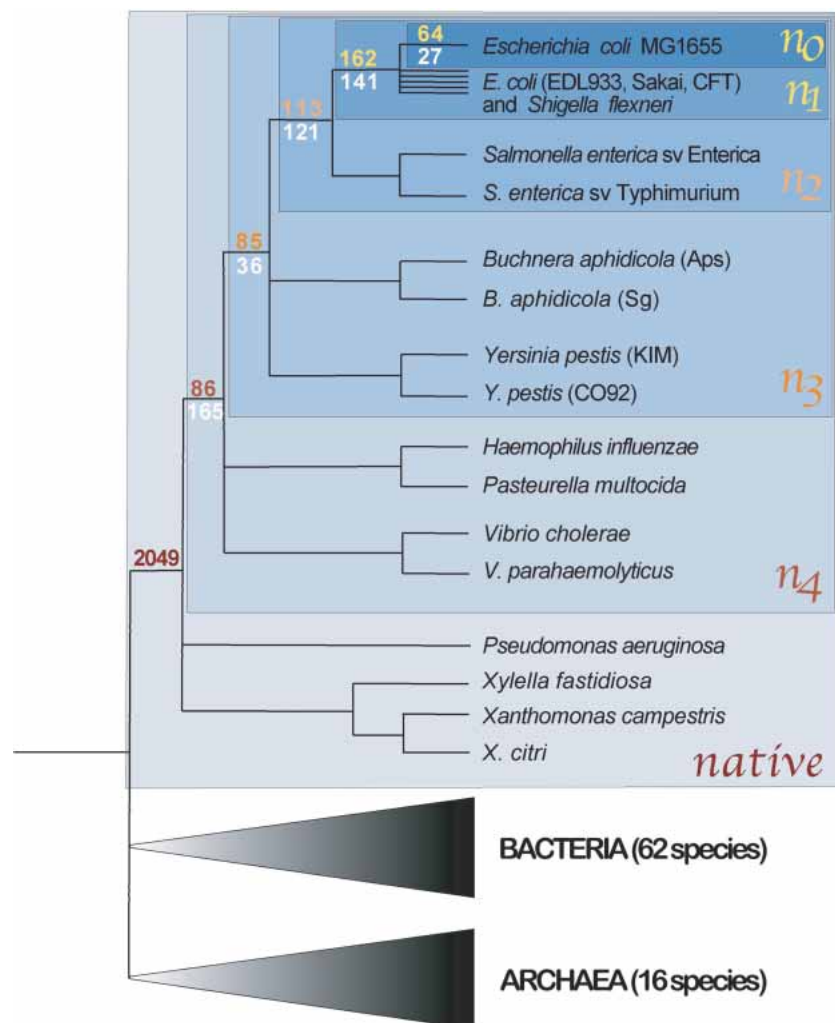 64
27
Escherichia coli MG1655
n0
162
141
E. coli (EDL933, Sakai, CFT)
and Shigella flexneri
n1
113
121
Salmonella enterica sv Enterica
S. enterica sv Typhimurium
n2
85
36
Buchnera aphidicola (Aps)
B. aphidicola (Sg)
Yersinia pestis (KIM)
Y. pestis (CO92)
n3
86
165
Haemophilus influenzae
Pasteurella multocida
Vibrio cholerae
V. parahaemolyticus
n4
2049
Pseudomonas aeruginosa
Xylella fastidiosa
Xanthomonas campestris
X. citri
native
BACTERIA (62 species)
ARCHAEA (16 species)